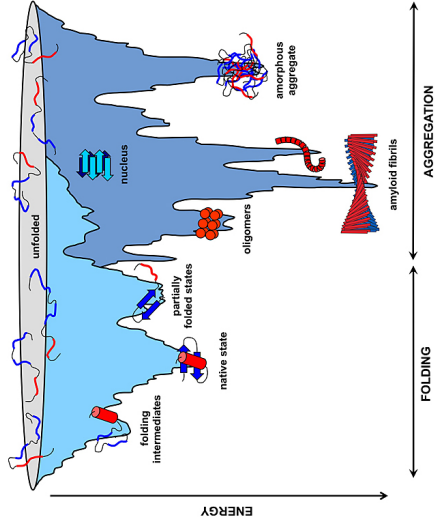 unfolded
nucleus
amorphous
aggregate
oligomers
amyloid fibrils
partially
folded states
native state
folding
intermediates
ENERGY
FOLDING
AGGREGATION